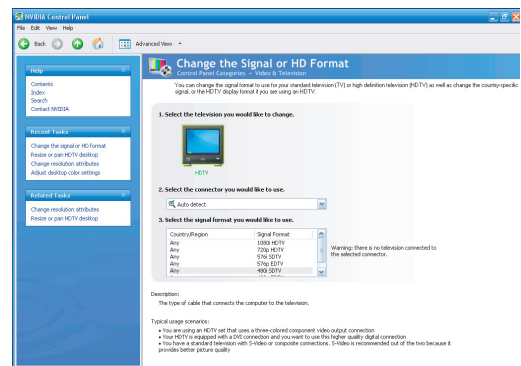 NVIDIA Control Panel
File Edit View Help
Back
Advanced View
Help
Contents
Index
Search
Contact NVIDIA
Recent Tasks
Change the signal or HD format
Resize or pan HDTV desktop
Change resolution attributes
Adjust desktop color settings
Related Tasks
Change resolution attributes
Resize or pan HDTV desktop
Change the Signal or HD Format
Control Panel Categories - Video & Television
You can change the signal format to use for your standard television (TV) or high definition television (HDTV) as well as change the country-specific
signal, or the HDTV display format if you are using an HDTV.
1. Select the television you would like to change.
HDTV
2. Select the connector you would like to use.
Auto detect
3. Select the signal format you would like to use.
Country/Region Signal Format
Any 1080i HDTV
Any 720p HDTV
Any 576i SDTV
Any 576p EDTV
Any 480i SDTV
Warning: there is no television connected to
the selected connector.
Description:
The type of cable that connects the computer to the television.
Typical usage scenarios:
• You are using an HDTV set that uses a three-colored component video output connection
• Your HDTV is equipped with a DVI connection and you want to use this higher quality digital connection
• You have a standard television with S-Video or composite connections. S-Video is recommended out of the two because it
provides better picture quality